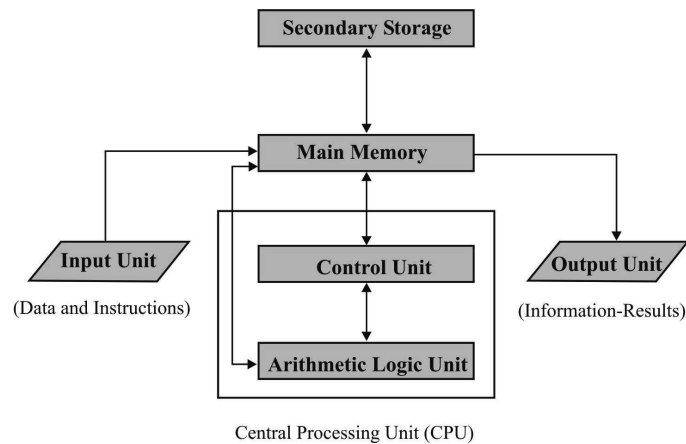 Secondary Storage
Main Memory
Input Unit
(Data and Instructions)
Control Unit
Output Unit
(Information-Results)
Arithmetic Logic Unit
Central Processing Unit (CPU)